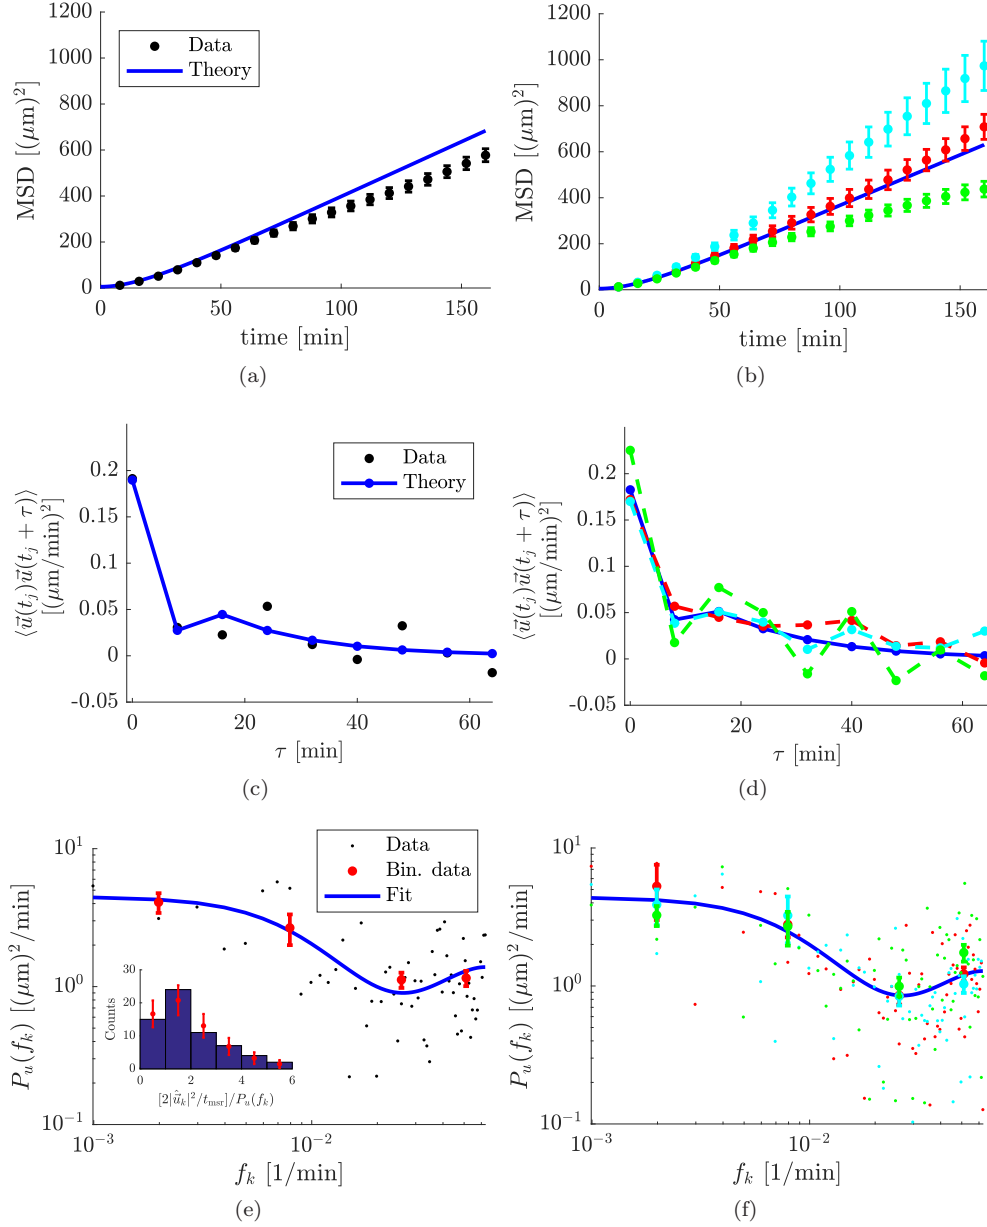 1200
1000
800
600
400
200
0
MSD [(μm)²]
Data
Theory
0
50
100
150
time [min]
(a)
1200
1000
800
600
400
200
0
MSD [(μm)²]
0
50
100
150
time [min]
(b)
0.2
0.15
0.1
0.05
0
-0.05
⟨u⃗(t_j)u⃗(t_j + τ)⟩
[(μm/min)²]
Data
Theory
0
20
40
60
τ [min]
(c)
0.2
0.15
0.1
0.05
0
-0.05
⟨u⃗(t_j)u⃗(t_j + τ)⟩
[(μm/min)²]
0
20
40
60
τ [min]
(d)
10¹
10⁰
10⁻¹
P_u(f_k) [(μm)²/min]
Data
Bin. data
Fit
30
20
10
0
Counts
0
2
4
6
[2|û⃗_k|²/t_msr]/P_u(f_k)
10⁻³
10⁻²
f_k [1/min]
(e)
10¹
10⁰
10⁻¹
P_u(f_k) [(μm)²/min]
10⁻³
10⁻²
f_k [1/min]
(f)